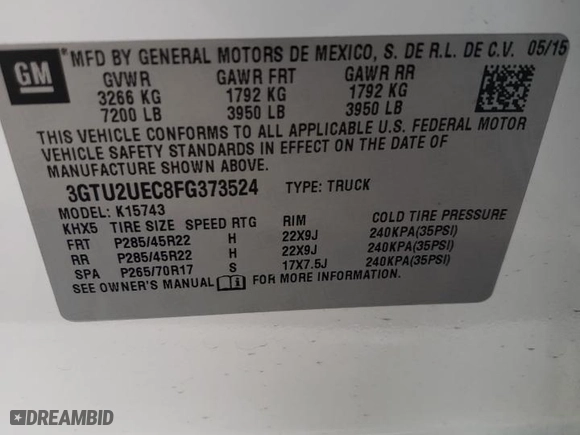 GM
MFD BY GENERAL MOTORS DE MEXICO, S. DE R.L. DE C.V. 05/15
GVWR GAWR FRT GAWR RR
3266 KG 1792 KG 1792 KG
7200 LB 3950 LB 3950 LB
THIS VEHICLE CONFORMS TO ALL APPLICABLE U.S. FEDERAL MOTOR
VEHICLE SAFETY STANDARDS IN EFFECT ON THE DATE OF
MANUFACTURE SHOWN ABOVE.
3GTU2UEC8FG373524 TYPE: TRUCK
MODEL: K15743
KHX5 TIRE SIZE SPEED RTG RIM COLD TIRE PRESSURE
FRT P285/45R22 H 22X9J 240KPA(35PSI)
RR P285/45R22 H 22X9J 240KPA(35PSI)
SPA P265/70R17 S 17X7.5J 240KPA(35PSI)
SEE OWNER'S MANUAL FOR MORE INFORMATION.
DREAMBID